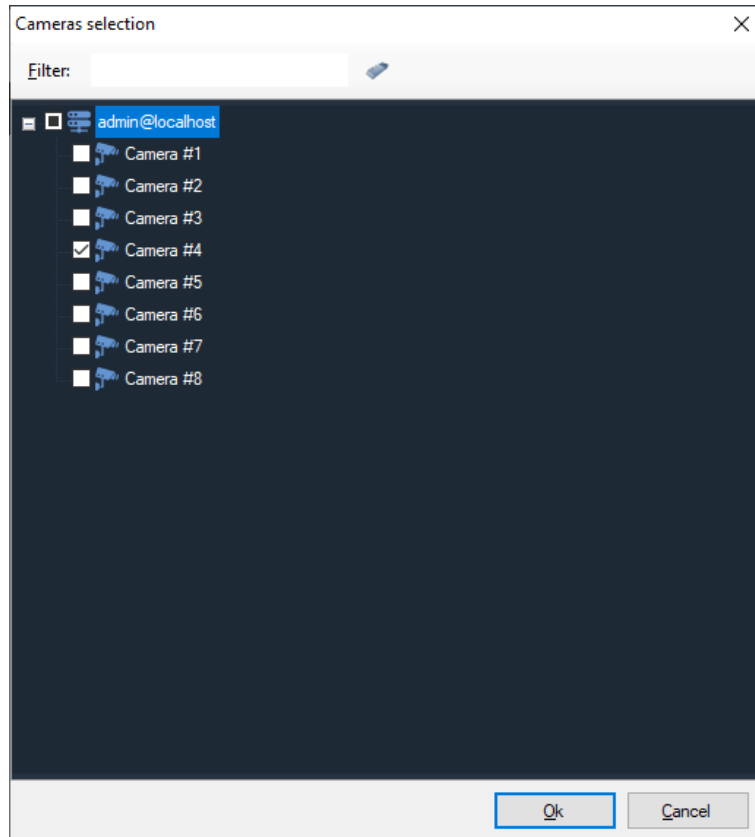 Cameras selection
Filter:
admin@localhost
Camera #1
Camera #2
Camera #3
Camera #4
Camera #5
Camera #6
Camera #7
Camera #8
Ok Cancel